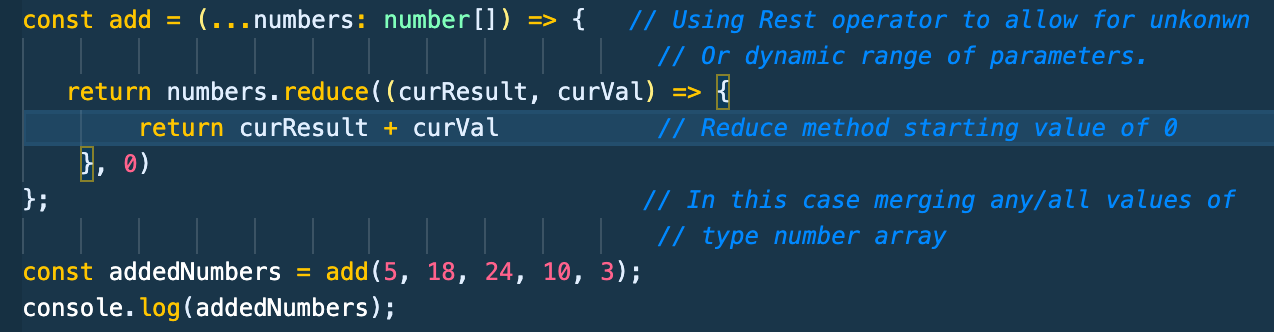 const add = (...numbers: number[]) => {   // Using Rest operator to allow for unkonwn
// Or dynamic range of parameters.
return numbers.reduce((curResult, curVal) => {
return curResult + curVal           // Reduce method starting value of 0
}, 0)
};                                         // In this case merging any/all values of
// type number array
const addedNumbers = add(5, 18, 24, 10, 3);
console.log(addedNumbers);